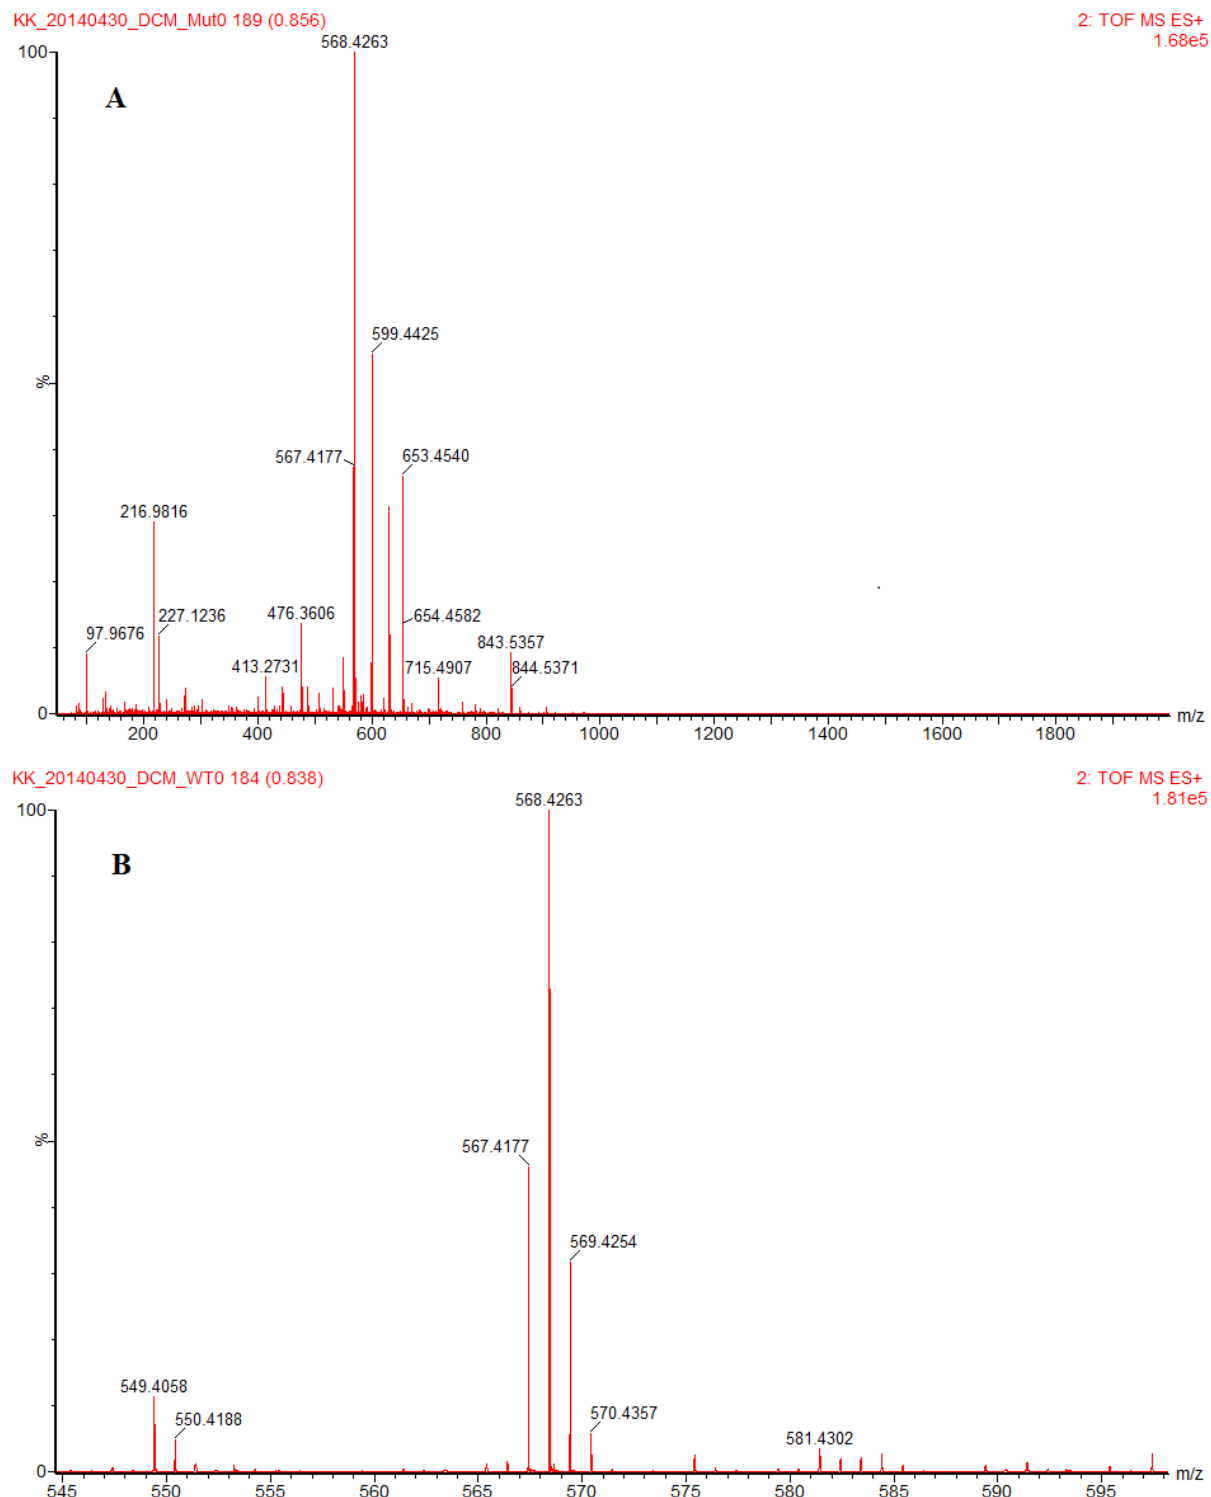 KK_20140430_DCM_Mut0 189 (0.856)
2: TOF MS ES+
1.68e5
100
568.4263
A
599.4425
%
567.4177
653.4540
216.9816
227.1236
476.3606
654.4582
97.9676
843.5357
413.2731
715.4907
844.5371
0
m/z
200 400 600 800 1000 1200 1400 1600 1800
KK_20140430_DCM_WT0 184 (0.838)
2: TOF MS ES+
1.81e5
568.4263
100
B
%
567.4177
569.4254
549.4058
550.4188
570.4357
581.4302
0
m/z
545 550 555 560 565 570 575 580 585 590 595